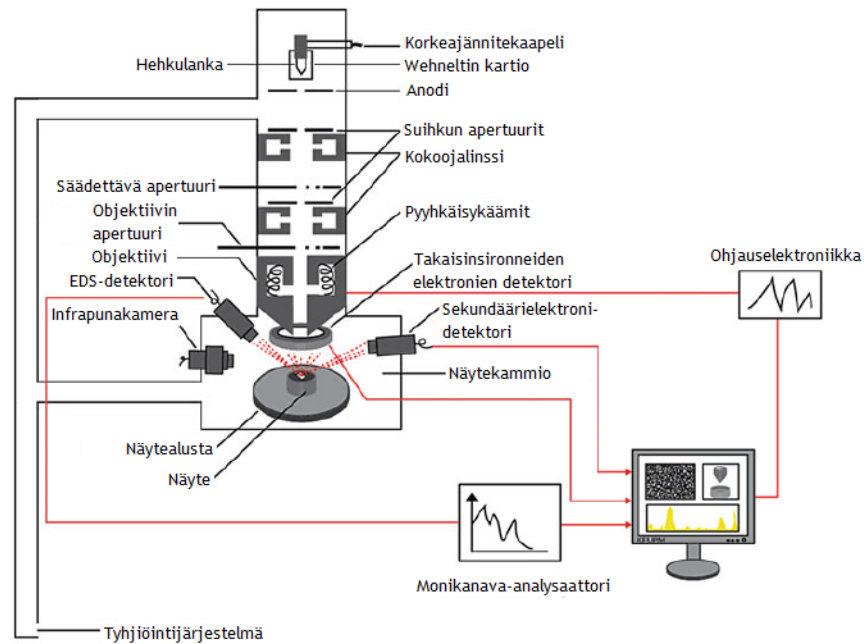 Korkeajännitekaapeli
Hehkulanka
Wehneltin kartio
Anodi
Suihkun apertuurit
Kokoojalinssi
Säädettävä apertuuri
Objektiivin
apertuuri
Pyyhkäisykäämit
Objektiivi
Takaisinsironneiden
elektronien detektori
Ohjauselektroniikka
EDS-detektori
Infrapunakamera
Sekundäärielektroni-
detektori
Näytekammio
Näytealusta
Näyte
Monikanava-analysaattori
Tyhjiöintijärjestelmä